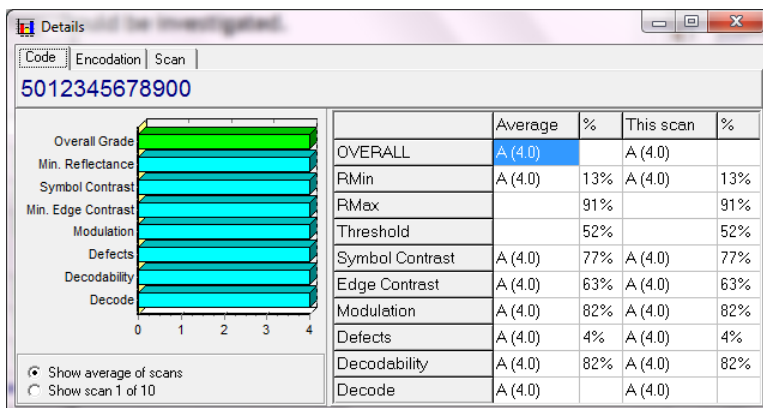 Details
Code Encodation Scan
5012345678900
Overall Grade
Min. Reflectance
Symbol Contrast
Min. Edge Contrast
Modulation
Defects
Decodability
Decode
0 1 2 3 4
Show average of scans
Show scan 1 of 10
Average % This scan %
OVERALL A (4.0) A (4.0)
RMin A (4.0) 13% A (4.0) 13%
RMax 91% 91%
Threshold 52% 52%
Symbol Contrast A (4.0) 77% A (4.0) 77%
Edge Contrast A (4.0) 63% A (4.0) 63%
Modulation A (4.0) 82% A (4.0) 82%
Defects A (4.0) 4% A (4.0) 4%
Decodability A (4.0) 82% A (4.0) 82%
Decode A (4.0) A (4.0)